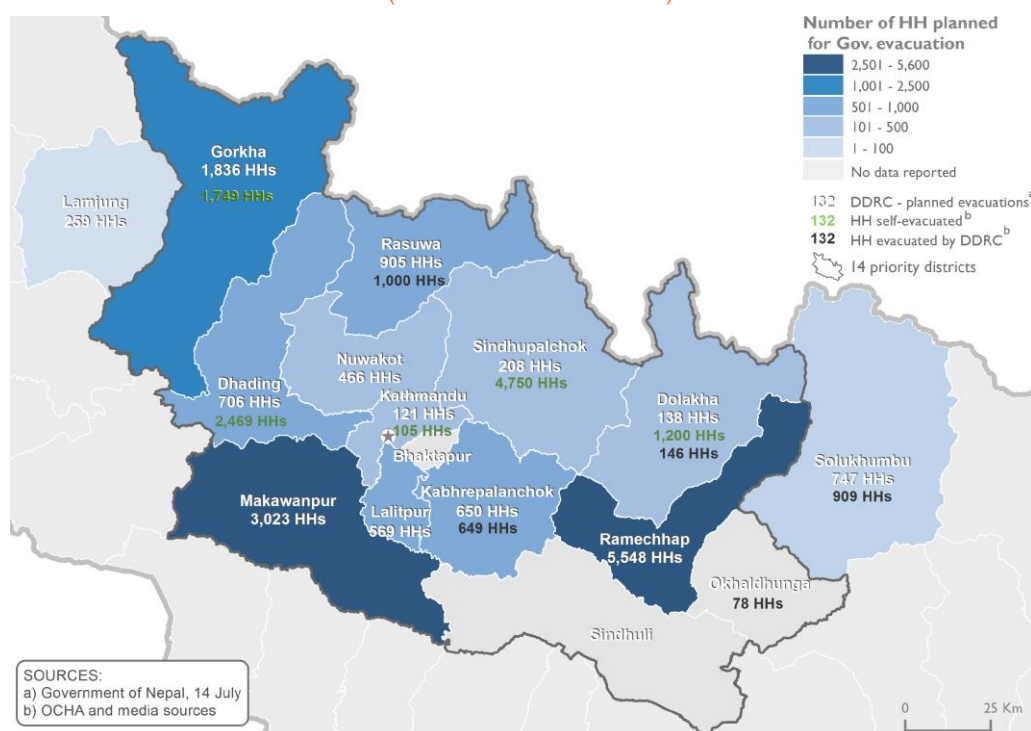 Number of HH planned
for Gov. evacuation
2,501 - 5,600
1,001 - 2,500
501 - 1,000
101 - 500
1 - 100
No data reported
132 DDRC - planned evacuations a
132 HH self-evacuated b
132 HH evacuated by DDRC b
14 priority districts
Gorkha
1,836 HHs
1,749 HHs
Lamjung
259 HHs
Rasuwa
905 HHs
1,000 HHs
Sindhupalchok
208 HHs
4,750 HHs
Nuwakot
466 HHs
Dhading
706 HHs
2,469 HHs
Kathmandu
121 HHs
105 HHs
Bhaktapur
Dolakha
138 HHs
1,200 HHs
146 HHs
Solukhumbu
747 HHs
909 HHs
Makawanpur
3,023 HHs
Lalitpur
569 HHs
Kabhrepalanchok
650 HHs
649 HHs
Ramechhap
5,548 HHs
Okhaldhunga
78 HHs
Sindhuli
SOURCES:
a) Government of Nepal, 14 July
b) OCHA and media sources
0 25 Km